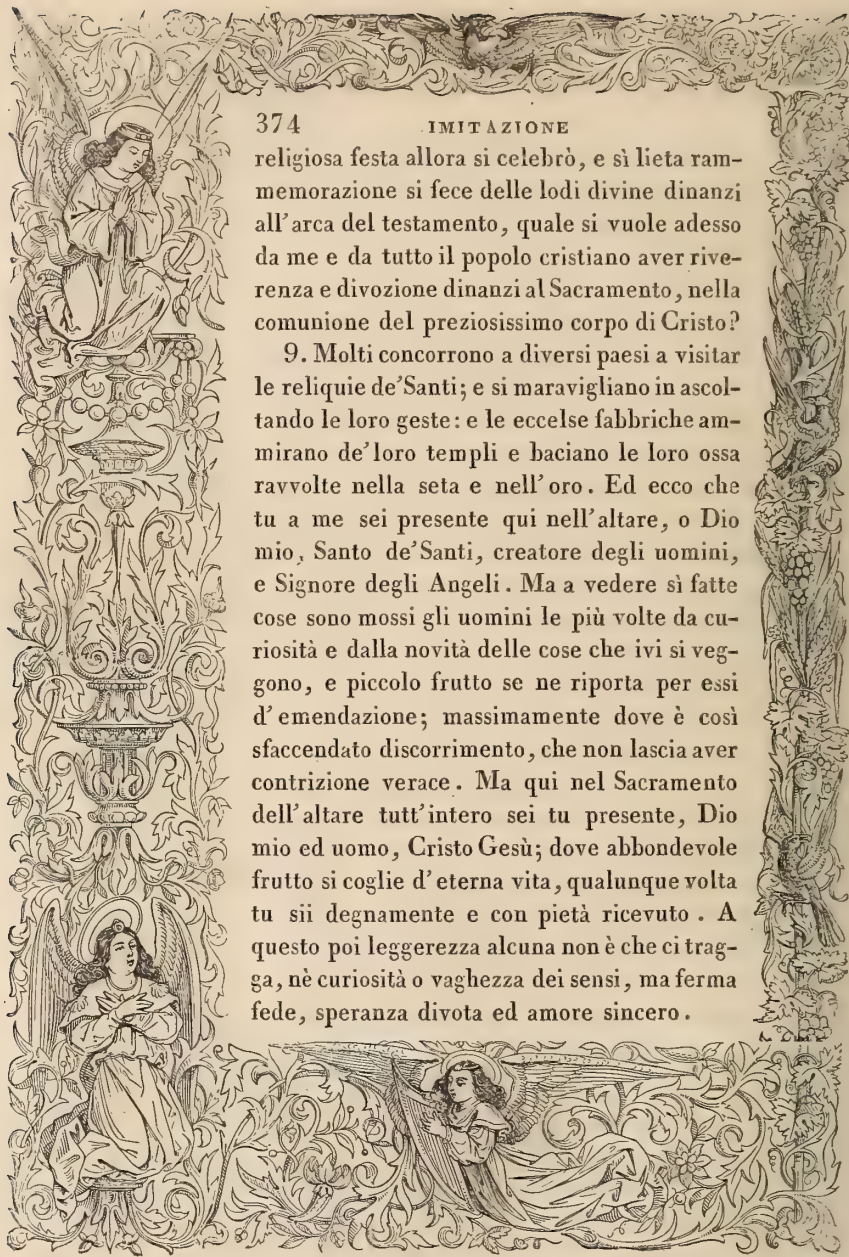 374 IMITAZIONE
religiosa festa allora si celebrò, e sì lieta ram-
memorazione si fece delle lodi divine dinanzi
all'arca del testamento, quale si vuole adesso
da me e da tutto il popolo cristiano aver rive-
renza e divozione dinanzi al Sacramento, nella
comunione del preziosissimo corpo di Cristo?
9. Molti concorrono a diversi paesi a visitar
le reliquie de'Santi; e si maravigliano in ascol-
tando le loro geste: e le eccelse fabbriche am-
mirano de'loro templi e baciano le loro ossa
ravvolte nella seta e nell'oro. Ed ecco che
tu a me sei presente qui nell'altare, o Dio
mio, Santo de'Santi, creatore degli uomini,
e Signore degli Angeli. Ma a vedere sì fatte
cose sono mossi gli uomini le più volte da cu-
riosità e dalla novità delle cose che ivi si veg-
gono, e piccolo frutto se ne riporta per essi
d'emendazione; massimamente dove è così
sfaccendato discorrimento, che non lascia aver
contrizione verace. Ma qui nel Sacramento
dell'altare tutt'intero sei tu presente, Dio
mio ed uomo, Cristo Gesù; dove abbondevole
frutto si coglie d'eterna vita, qualunque volta
tu sii degnamente e con pietà ricevuto. A
questo poi leggerezza alcuna non è che ci trag-
ga, nè curiosità o vaghezza dei sensi, ma ferma
fede, speranza divota ed amore sincero.